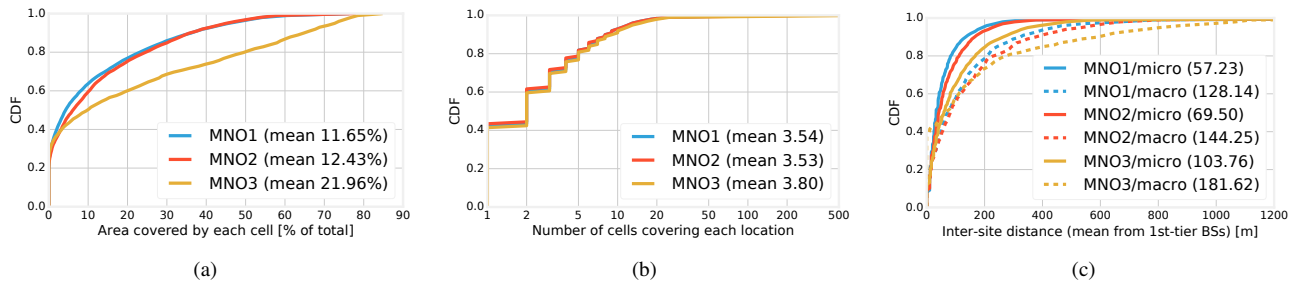 CDF
1.0
0.8
0.6
0.4
0.2
0.0
MNO1 (mean 11.65%)
MNO2 (mean 12.43%)
MNO3 (mean 21.96%)
0 10 20 30 40 50 60 70 80 90
Area covered by each cell [% of total]
(a)
CDF
1.0
0.8
0.6
0.4
0.2
0.0
MNO1 (mean 3.54)
MNO2 (mean 3.53)
MNO3 (mean 3.80)
1 2 5 10 20 50 100 200 500
Number of cells covering each location
(b)
CDF
1.0
0.8
0.6
0.4
0.2
0.0
MNO1/micro (57.23)
MNO1/macro (128.14)
MNO2/micro (69.50)
MNO2/macro (144.25)
MNO3/micro (103.76)
MNO3/macro (181.62)
0 200 400 600 800 1000 1200
Inter-site distance (mean from 1st-tier BSs) [m]
(c)